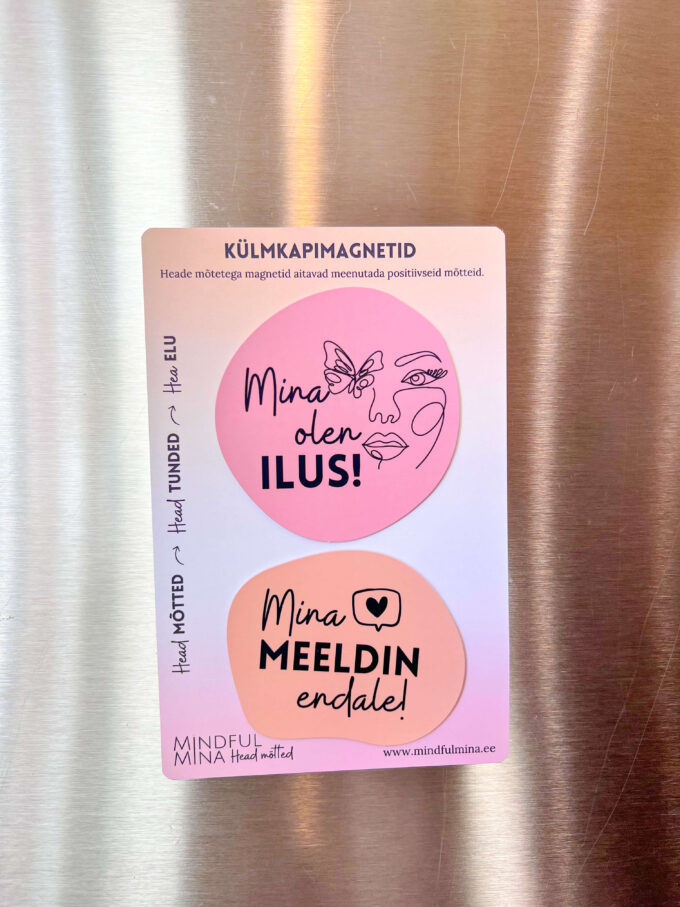 KÜLMKAPIMAGNETID
Heade mõtetega magnetid aitavad meenutada positiivseid mõtteid.
Head MÕTTED → Head TUNDED → Hea ELU
Mina
olen
ILUS!
Mina
MEELDIN
endale!
MINDFUL
MINA Head mõtted
www.mindfulmina.ee